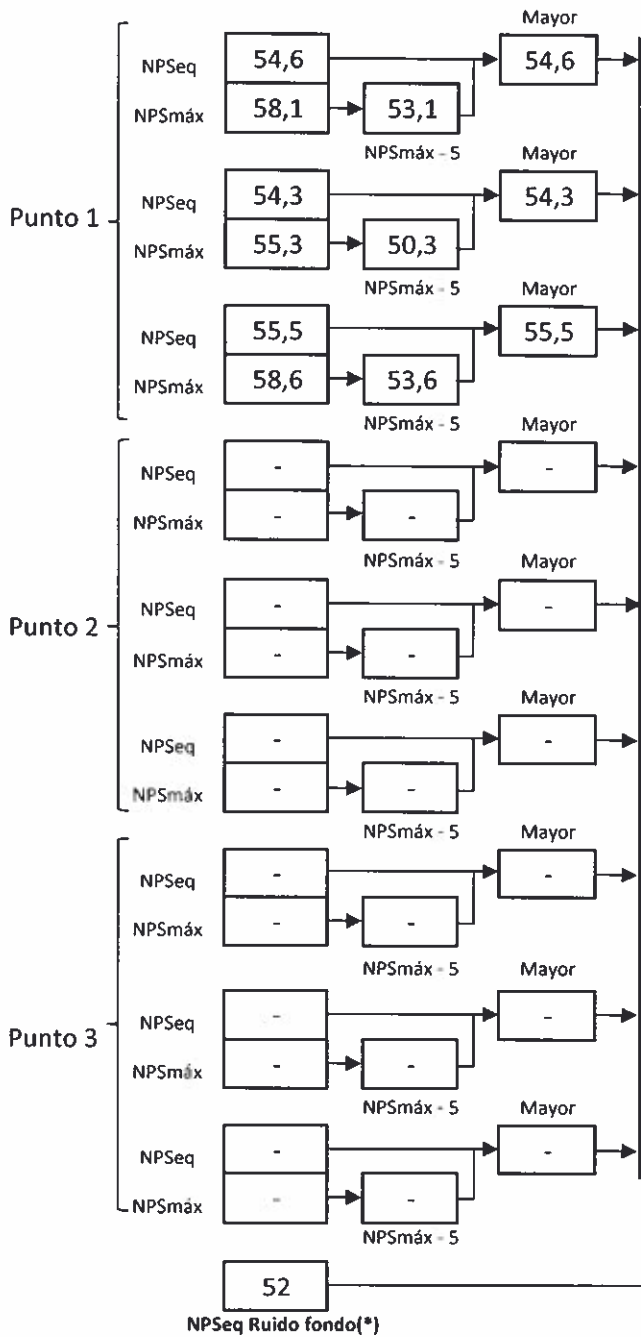 Mayor
NPSeq 54,6 54,6
NPSmáx 58,1 53,1
NPSmáx - 5
Mayor
Punto 1
NPSeq 54,3 54,3
NPSmáx 55,3 50,3
NPSmáx - 5
Mayor
NPSeq 55,5 55,5
NPSmáx 58,6 53,6
NPSmáx - 5
Mayor
NPSeq - -
NPSmáx - -
NPSmáx - 5
Mayor
Punto 2
NPSeq - -
NPSmáx - -
NPSmáx - 5
Mayor
NPSeq - -
NPSmáx - -
NPSmáx - 5
Mayor
NPSeq - -
NPSmáx - -
NPSmáx - 5
Mayor
Punto 3
NPSeq - -
NPSmáx - -
NPSmáx - 5
Mayor
NPSeq - -
NPSmáx - -
NPSmáx - 5
52
NPSeq Ruido fondo(*)